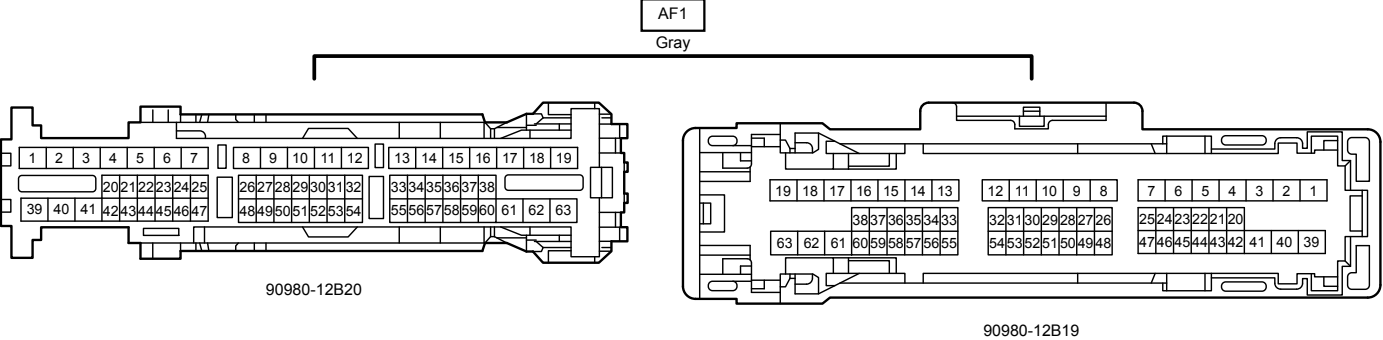 AF1
Gray
1 2 3 4 5 6 7 8 9 10 11 12 13 14 15 16 17 18 19
20 21 22 23 24 25 26 27 28 29 30 31 32 33 34 35 36 37 38
39 40 41 42 43 44 45 46 47 48 49 50 51 52 53 54 55 56 57 58 59 60 61 62 63
90980-12B20
19 18 17 16 15 14 13 12 11 10 9 8 7 6 5 4 3 2 1
38 37 36 35 34 33 32 31 30 29 28 27 26 25 24 23 22 21 20
63 62 61 60 59 58 57 56 55 54 53 52 51 50 49 48 47 46 45 44 43 42 41 40 39
90980-12B19